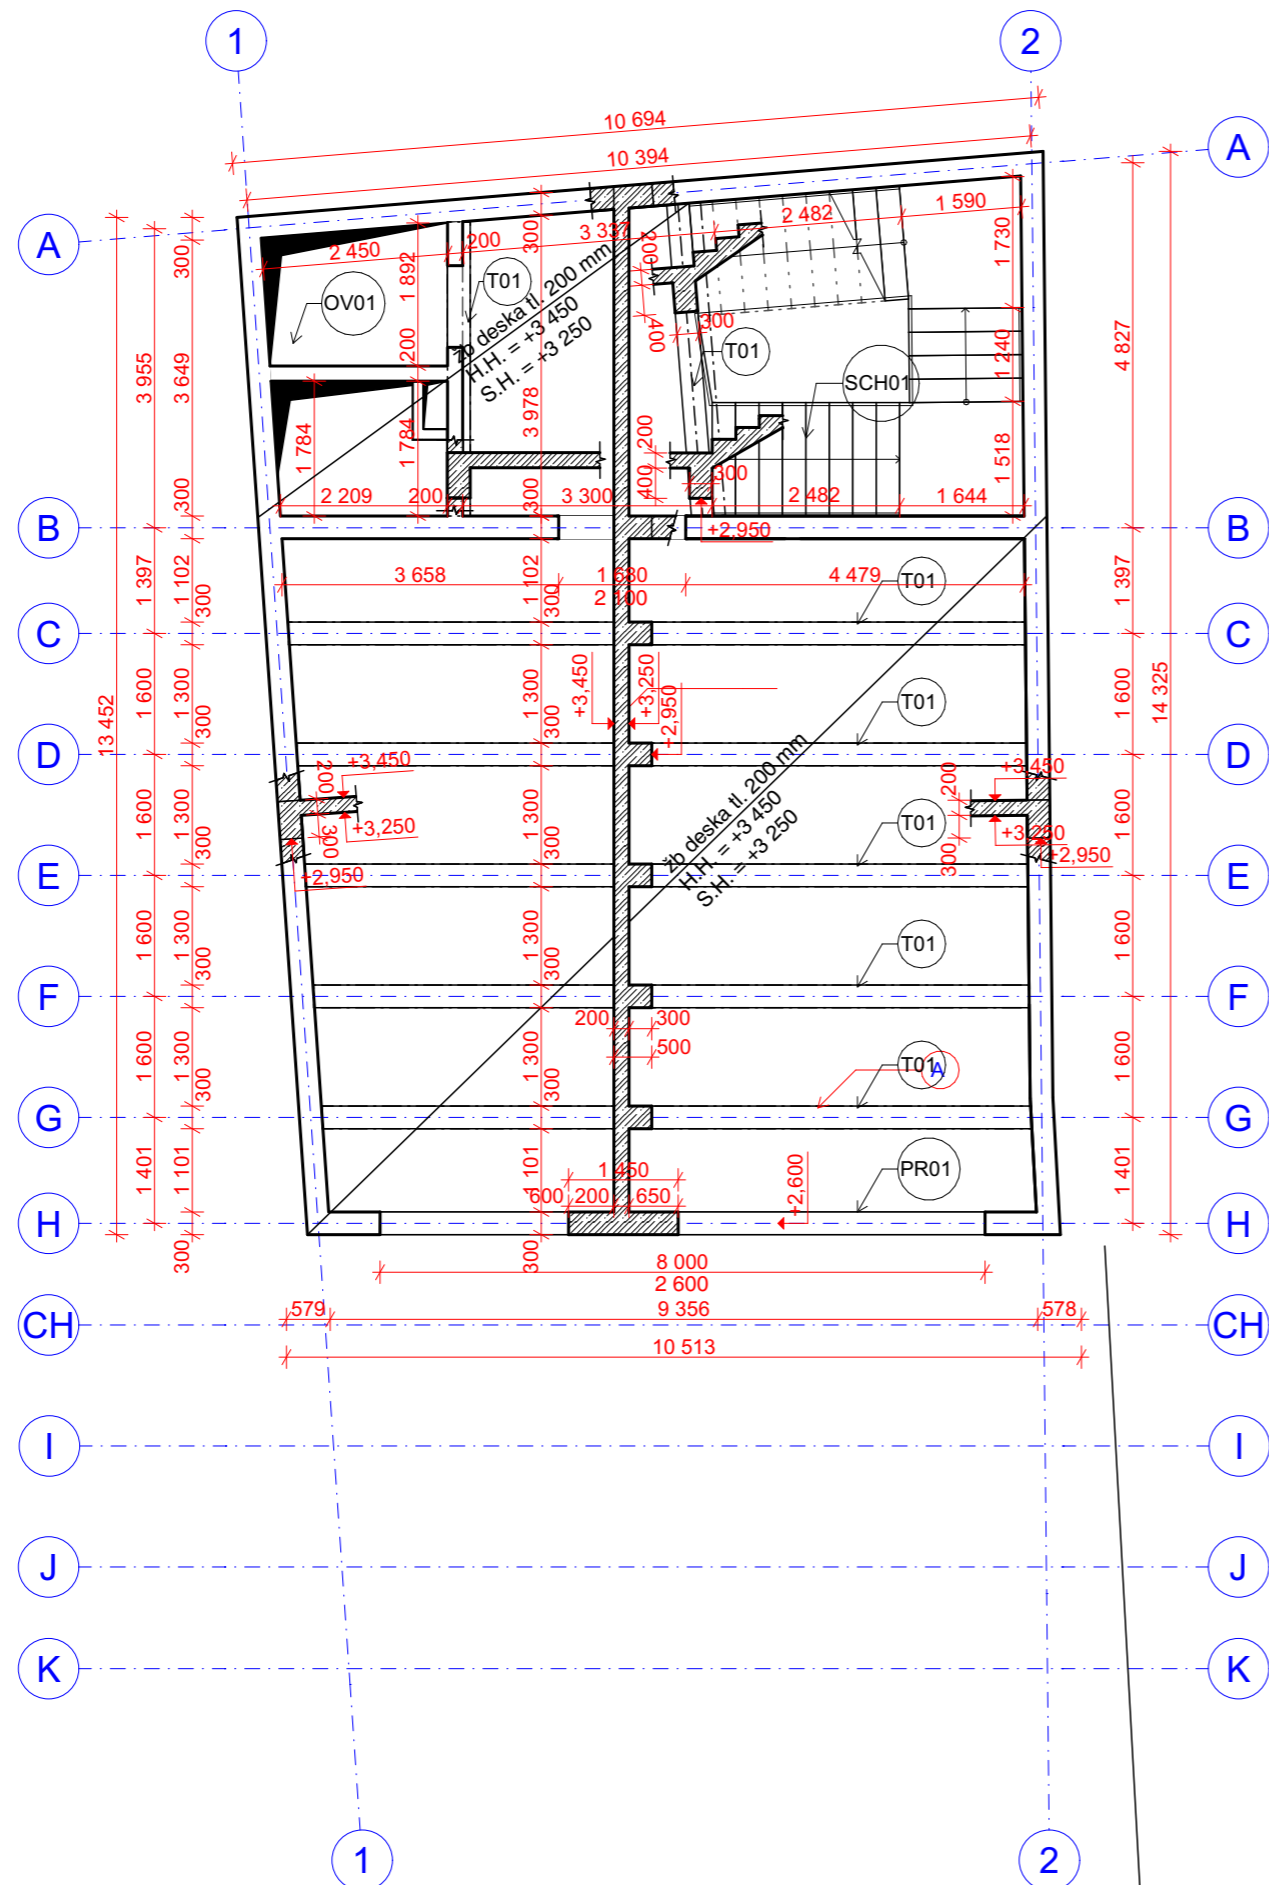 1
2
10 694
10 394
A
A
300
2 450
200
3 337
2 482
1 590
300
200
1 730
1 892
OV01
T01
žb deska tl. 200 mm
H.H. = +3 450
S.H. = +3 250
400
300
T01
SCH01
1 240
4 827
3 955
3 649
200
3 978
1 784
1 784
200
400
300
1 518
2 209
200
3 300
2 482
1 644
300
300
+2.950
B
B
3 658
1 630
2 100
4 479
T01
1 397
1 102
300
1 102
300
1 397
C
C
1 600
1 300
300
1 300
300
+3,450
+3,250
+2,950
T01
1 600
14 325
13 452
D
D
žb deska tl. 200 mm
H.H. = +3 450
S.H. = +3 250
200
+3,450
+3,250
300
+2,950
200
+3,450
+3,250
300
+2,950
1 600
1 300
300
1 300
300
T01
1 600
E
E
1 600
1 300
300
1 300
300
T01
1 600
F
F
200
300
500
1 600
1 300
300
1 300
300
T01
A
1 600
G
G
1 401
1 101
1 101
1 450
600
200
650
+2,600
PR01
1 401
H
H
300
300
8 000
2 600
579
9 356
578
CH
CH
10 513
I
I
J
J
K
K
1
2